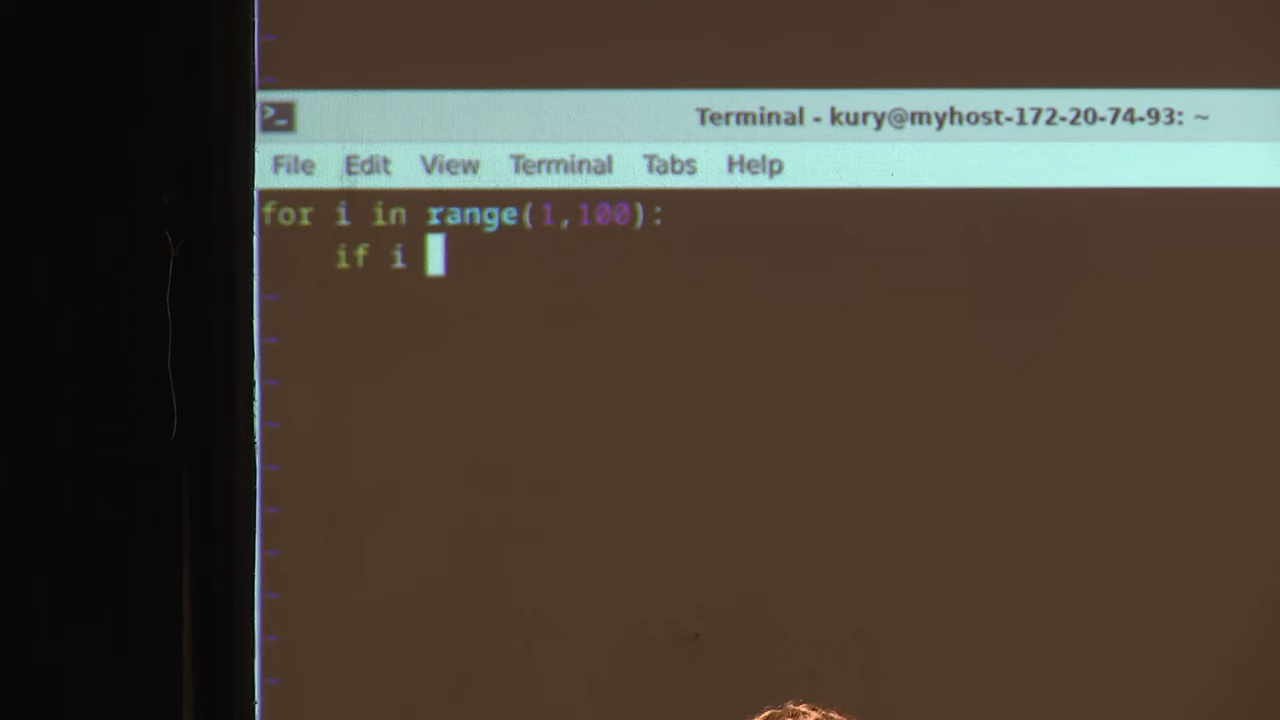 Terminal - kury@myhost-172-20-74-93: ~
File Edit View Terminal Tabs Help
for i in range(1,100):
    if i
~
~
~
~
~
~
~
~
~
~